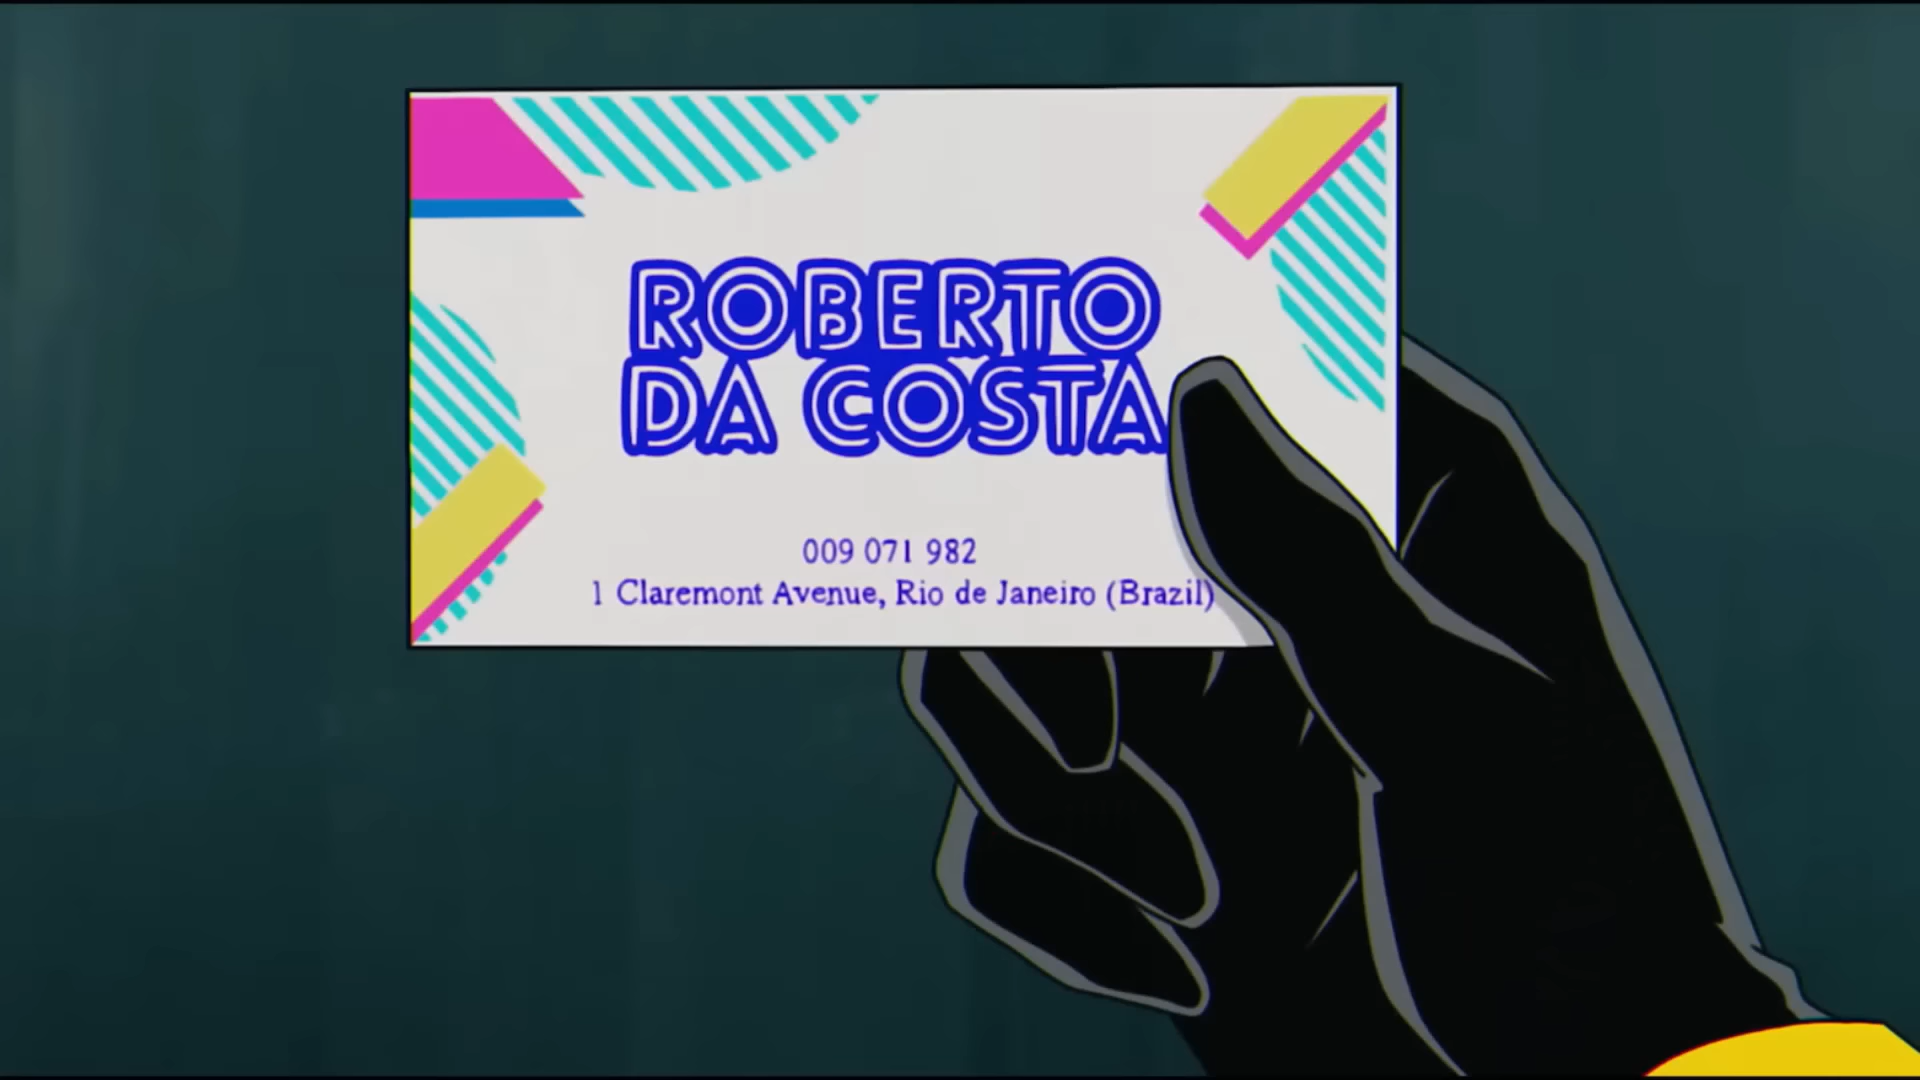 ROBERTO
DA COSTA
009 071 982
1 Claremont Avenue, Rio de Janeiro (Brazil)